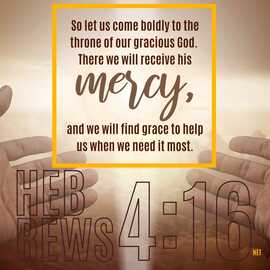 So let us come boldly to the
throne of our gracious God.
There we will receive his
mercy,
and we will find grace to help
us when we need it most.
HEB
REWS
4:16
NLT